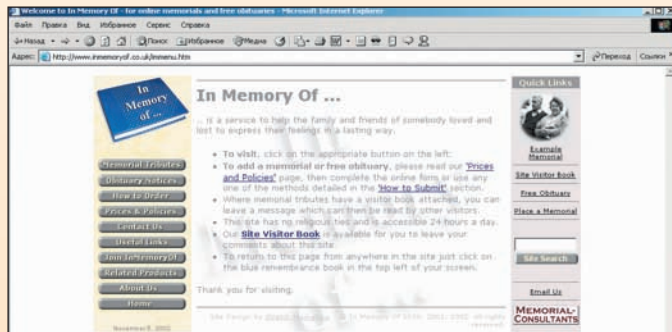 Welcome to In Memory Of - for online memorials and free obituaries - Microsoft Internet Explorer
Файл Правка Вид Избранное Сервис Справка
Назад Поиск Избранное Медиа
Адрес: http://www.inmemoryof.co.uk/immenu.htm Переход Ссылки
In
Memory
of ...
Memorial Tributes
Obituary Notices
How to Order
Prices & Policies
Contact Us
Useful Links
Join InMemoryOf
Related Products
About Us
Home
November 8, 2002
In Memory Of ...
... is a service to help the family and friends of somebody loved and
lost to express their feelings in a lasting way.
• To visit, click on the appropriate button on the left.
• To add a memorial or free obituary, please read our 'Prices
and Policies' page, then complete the online form or use any
one of the methods detailed in the 'How to Submit' section.
• Where memorial tributes have a visitor book attached, you can
leave a message which can then be read by other visitors.
• This site has no religious ties and is accessible 24 hours a day.
• Our Site Visitor Book is available for you to leave your
comments about this site.
• To return to this page from anywhere in the site just click on
the blue remembrance book in the top left of your screen.
Thank you for visiting.
Quick Links
Example
Memorial
Site Visitor Book
Free Obituary
Place a Memorial
Site Search
Email Us
MEMORIAL-
CONSULTANTS